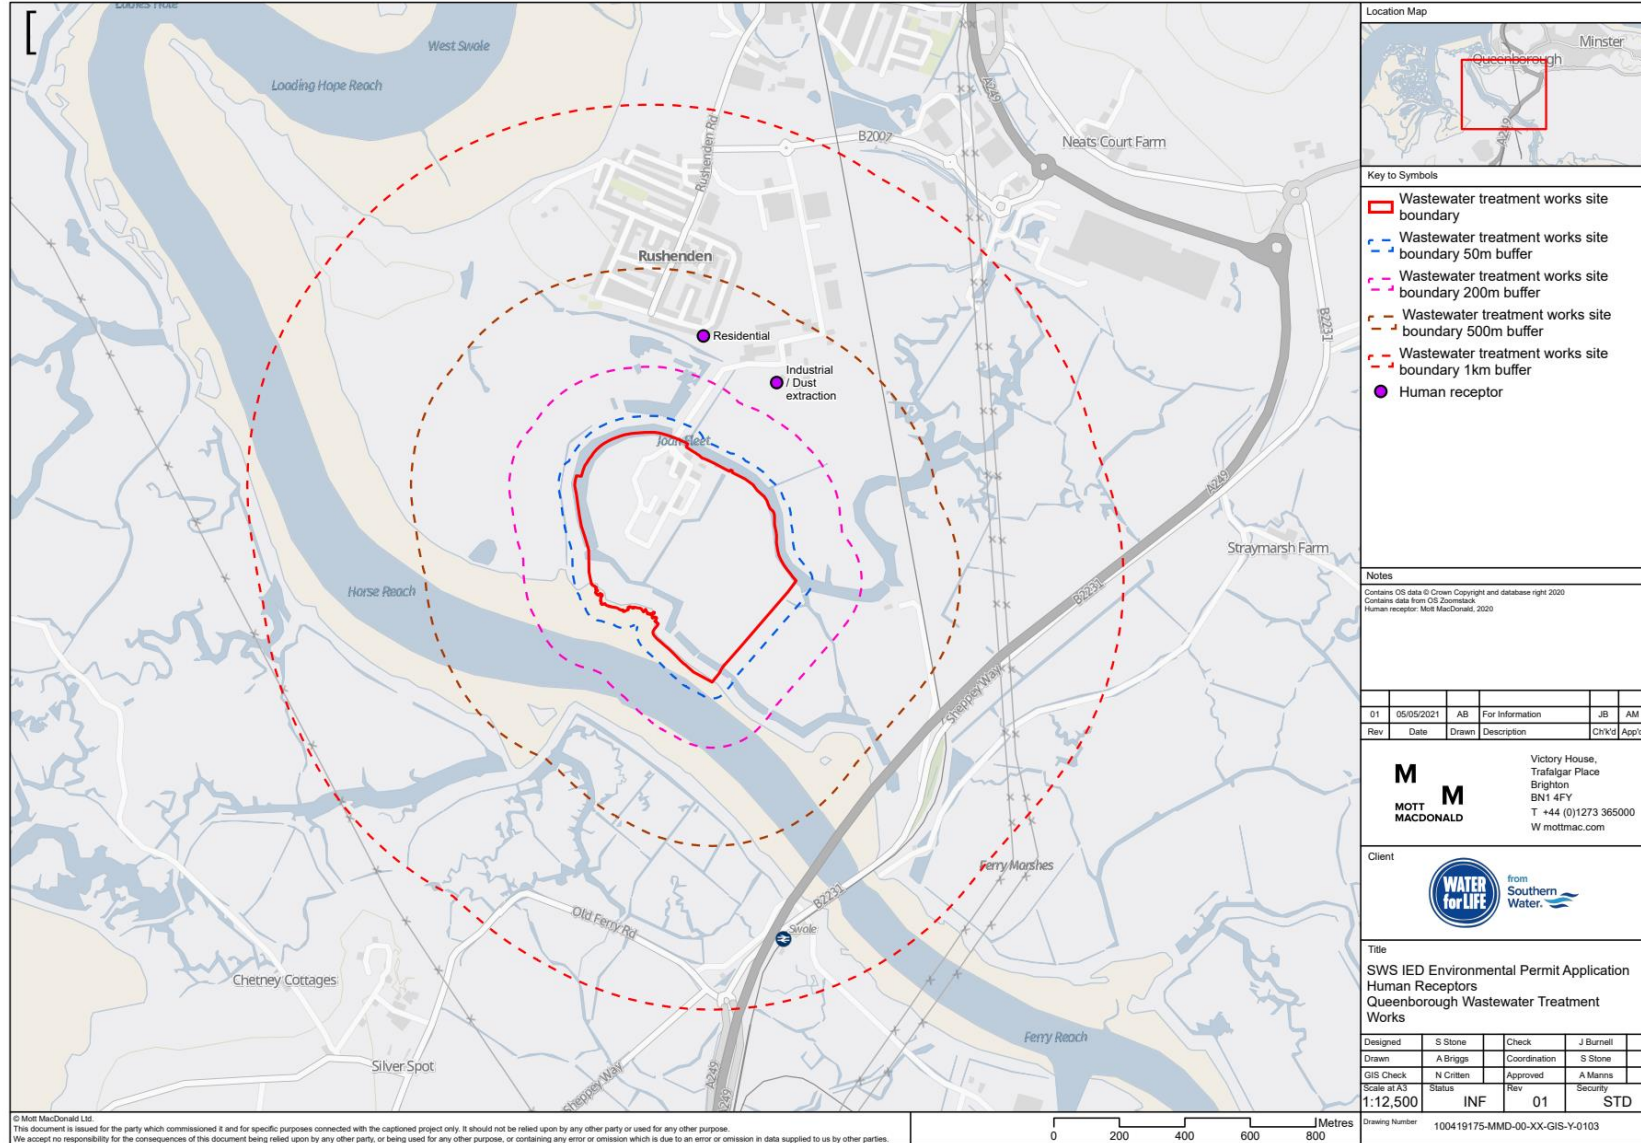 Ladies Hole
West Swale
Loading Hope Reach
Rushenden Rd
A249
B2007
Neats Court Farm
Rushenden
Residential
Industrial
/ Dust
extraction
B2231
Joan Fleet
A249
Straymarsh Farm
Horse Reach
B2231
Sheppey Way
Ferry Marshes
B2231
Old Ferry Rd
Swale
Chetney Cottages
Ferry Reach
Silver Spot
Sheppey Way
A249
A249
Location Map
Minster
Queenborough
A249
Key to Symbols
Wastewater treatment works site
boundary
Wastewater treatment works site
boundary 50m buffer
Wastewater treatment works site
boundary 200m buffer
Wastewater treatment works site
boundary 500m buffer
Wastewater treatment works site
boundary 1km buffer
Human receptor
Notes
Contains OS data © Crown Copyright and database right 2020
Contains data from OS Zoomstack
Human receptor: Mott MacDonald, 2020
01 05/05/2021 AB For Information JB AM
Rev Date Drawn Description Ch'k'd App'd
M
M
MOTT
MACDONALD
Victory House,
Trafalgar Place
Brighton
BN1 4FY
T +44 (0)1273 365000
W mottmac.com
Client
WATER
for LIFE
from
Southern
Water.
Title
SWS IED Environmental Permit Application
Human Receptors
Queenborough Wastewater Treatment
Works
Designed S Stone Check J Burnell
Drawn A Briggs Coordination S Stone
GIS Check N Critten Approved A Manns
Scale at A3 Status Rev Security
1:12,500 INF 01 STD
Drawing Number 100419175-MMD-00-XX-GIS-Y-0103
© Mott MacDonald Ltd.
This document is issued for the party which commissioned it and for specific purposes connected with the captioned project only. It should not be relied upon by any other party or used for any other purpose.
We accept no responsibility for the consequences of this document being relied upon by any other party, or being used for any other purpose, or containing any error or omission which is due to an error or omission in data supplied to us by other parties.
Metres
0 200 400 600 800